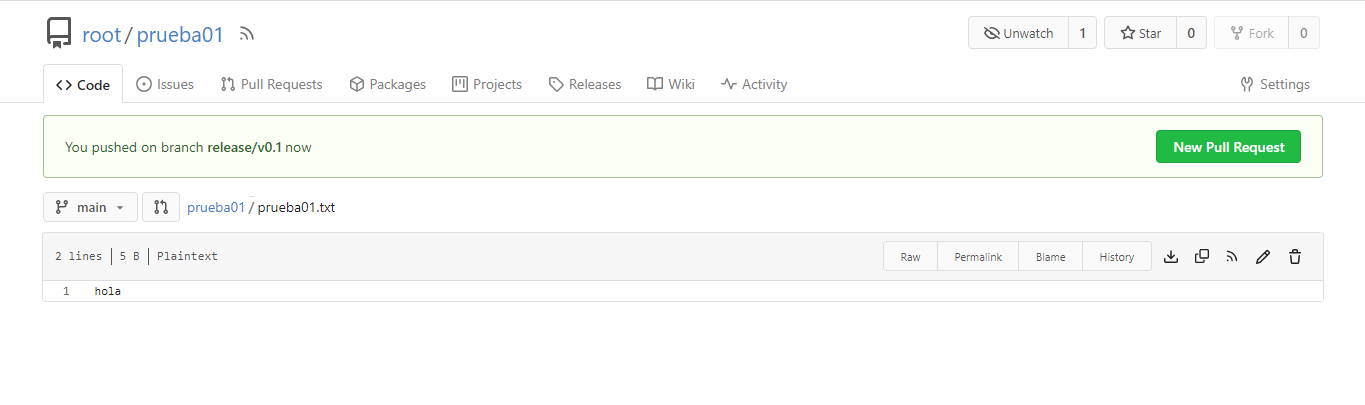 root / prueba01
Unwatch 1 Star 0 Fork 0
Code Issues Pull Requests Packages Projects Releases Wiki Activity Settings
You pushed on branch release/v0.1 now New Pull Request
main prueba01 / prueba01.txt
2 lines 5 B Plaintext Raw Permalink Blame History
1 hola